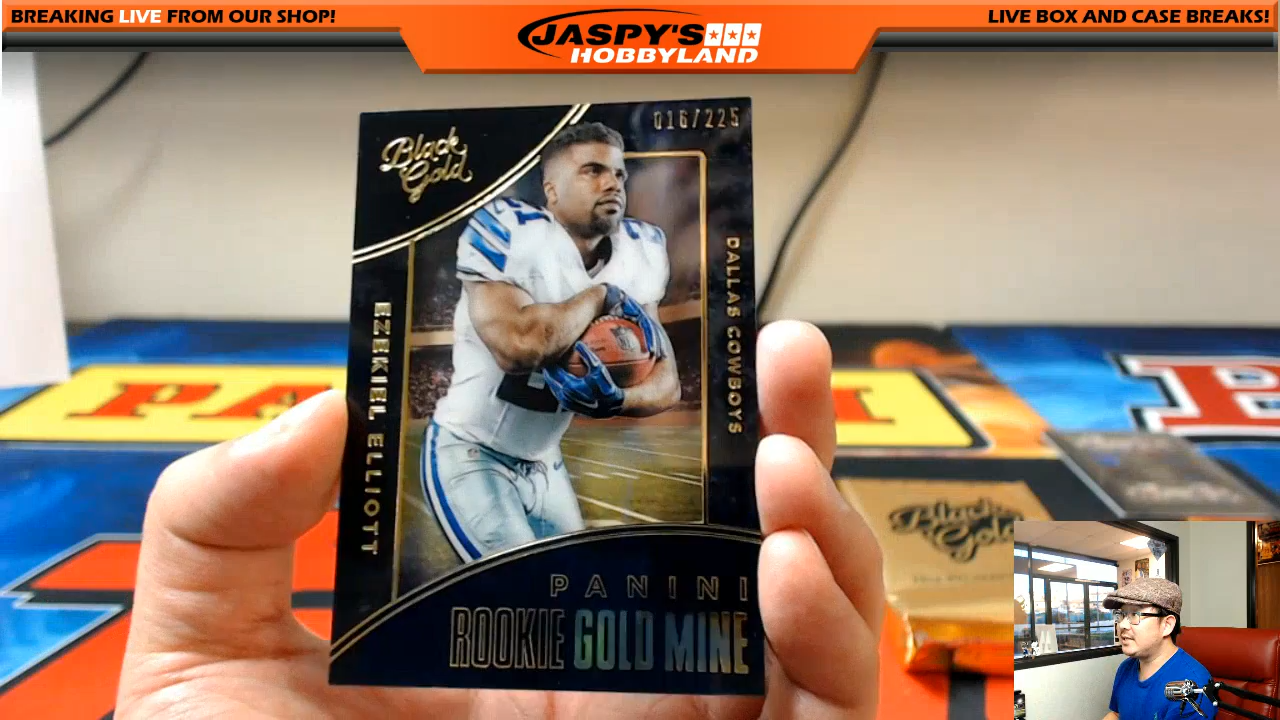 BREAKING LIVE FROM OUR SHOP!
JASPY'S
HOBBYLAND
LIVE BOX AND CASE BREAKS!
016/225
Black
Gold
DALLAS COWBOYS
EZEKIEL ELLIOTT
PANINI
ROOKIE GOLD MINE
Black
Gold